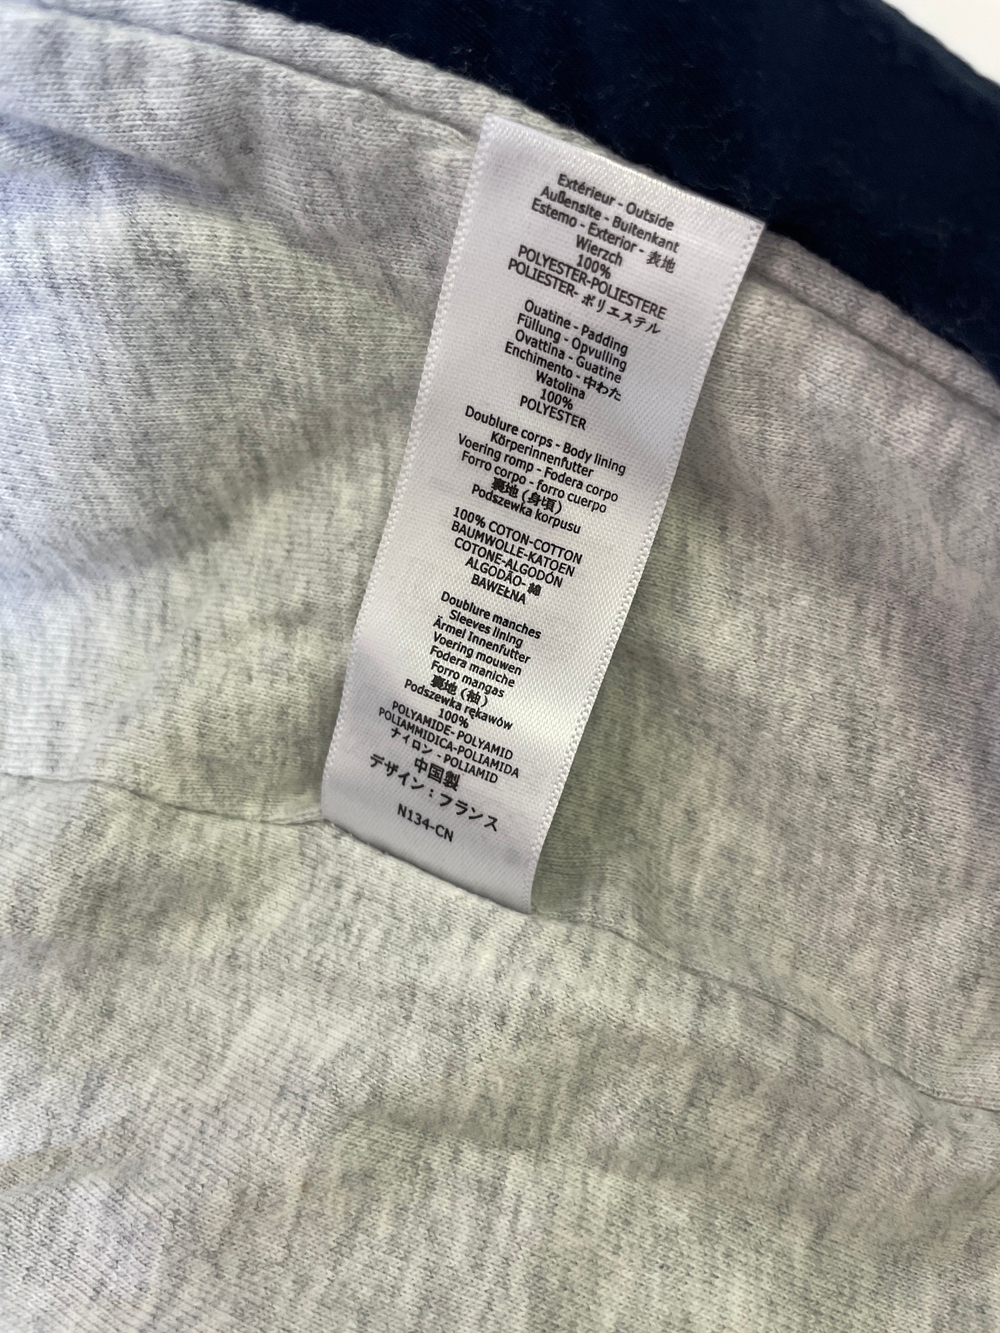 Extérieur - Outside
Außensite - Buitenkant
Estemo - Exterior - 表地
Wierzch
100%
POLYESTER-POLIESTERE
POLIESTER- ポリエステル
Ouatine - Padding
Füllung - Opvulling
Ovattina - Guatine
Enchimento - 中わた
Watolina
100%
POLYESTER
Doublure corps - Body lining
Körperinnenfutter
Voering romp - Fodera corpo
Forro corpo - forro cuerpo
裏地 (身頃)
Podszewka korpusu
100% COTON-COTTON
BAUMWOLLE-KATOEN
COTONE-ALGODÓN
ALGODÃO- 綿
BAWEŁNA
Doublure manches
Sleeves lining
Ärmel Innenfutter
Voering mouwen
Fodera maniche
Forro mangas
裏地 (袖)
Podszewka rękawów
100%
POLYAMIDE- POLYAMID
POLIAMMIDICA-POLIAMIDA
ナイロン - POLIAMID
中国製
デザイン : フランス
N134-CN